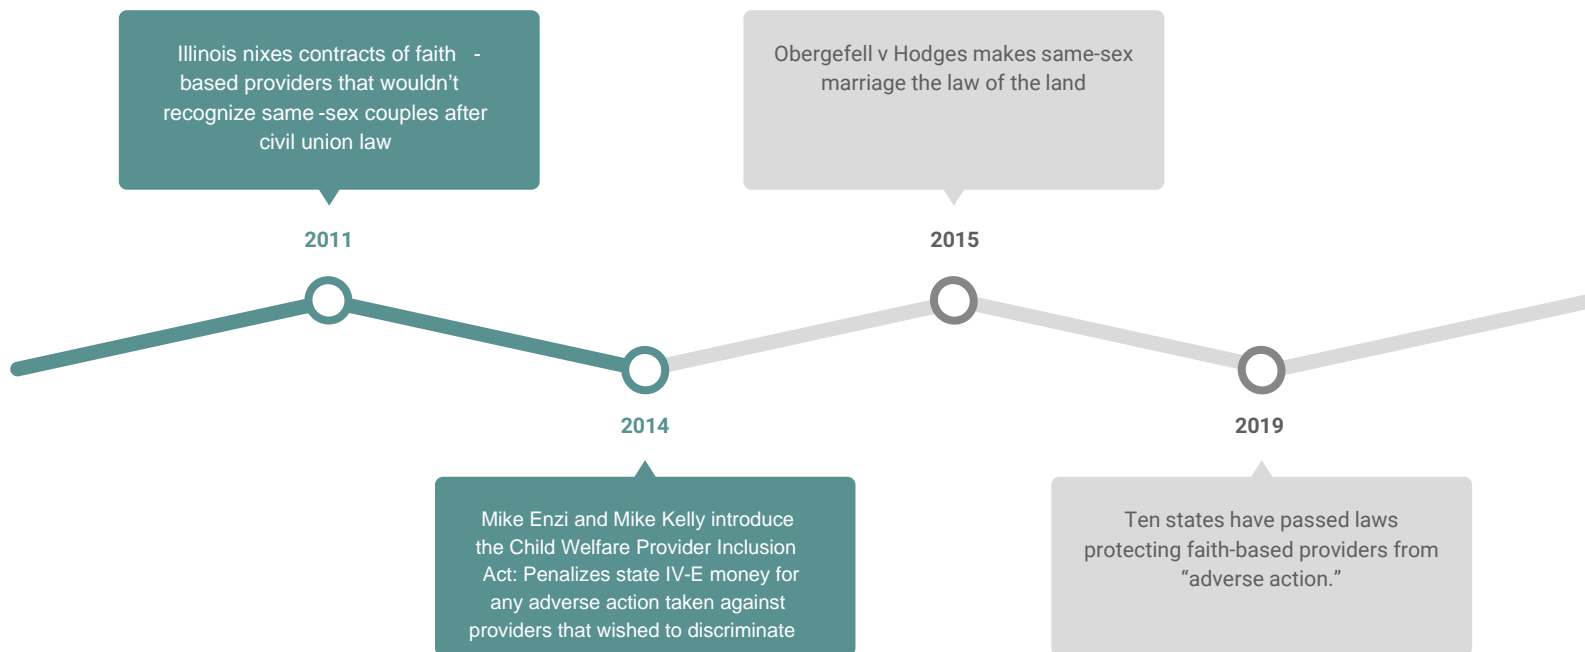 Illinois nixes contracts of faith -
based providers that wouldn’t
recognize same -sex couples after
civil union law
2011
Mike Enzi and Mike Kelly introduce
the Child Welfare Provider Inclusion
Act: Penalizes state IV-E money for
any adverse action taken against
providers that wished to discriminate
2014
Obergefell v Hodges makes same-sex
marriage the law of the land
2015
2019
Ten states have passed laws
protecting faith-based providers from
“adverse action.”